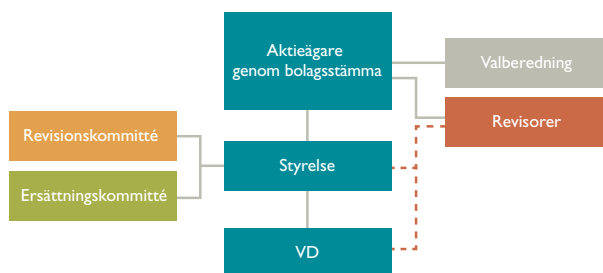 Aktieägare
genom bolagsstämma
Valberedning
Revisorer
Revisionskommitté
Ersättningskommitté
Styrelse
VD